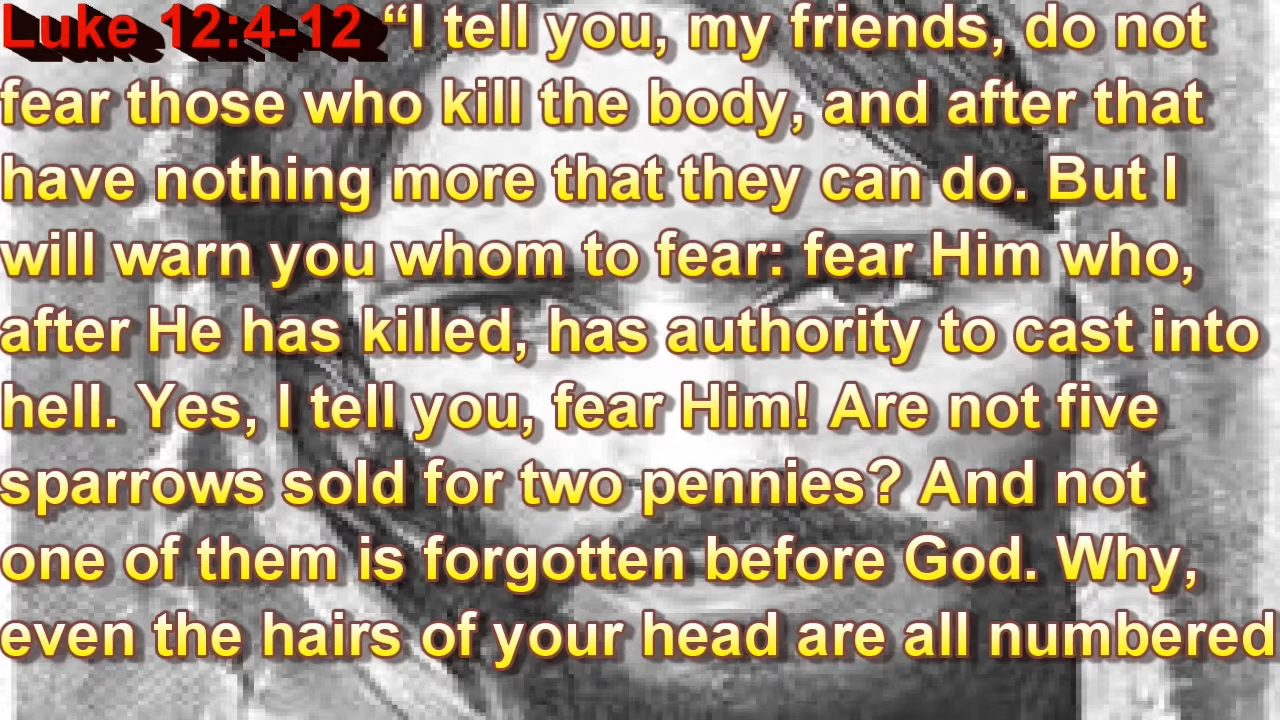 Luke 12:4-12 “I tell you, my friends, do not
fear those who kill the body, and after that
have nothing more that they can do. But I
will warn you whom to fear: fear Him who,
after He has killed, has authority to cast into
hell. Yes, I tell you, fear Him! Are not five
sparrows sold for two pennies? And not
one of them is forgotten before God. Why,
even the hairs of your head are all numbered